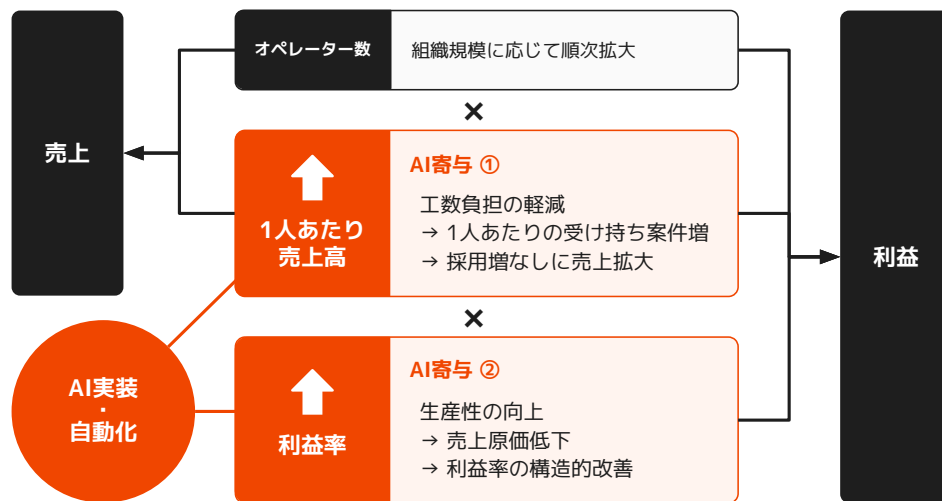 売上
オペレーター数
組織規模に応じて順次拡大
×
1人あたり
売上高
AI寄与 ①
工数負担の軽減
→ 1人あたりの受け持ち案件増
→ 採用増なしに売上拡大
×
AI実装
・
自動化
利益率
AI寄与 ②
生産性の向上
→ 売上原価低下
→ 利益率の構造的改善
利益